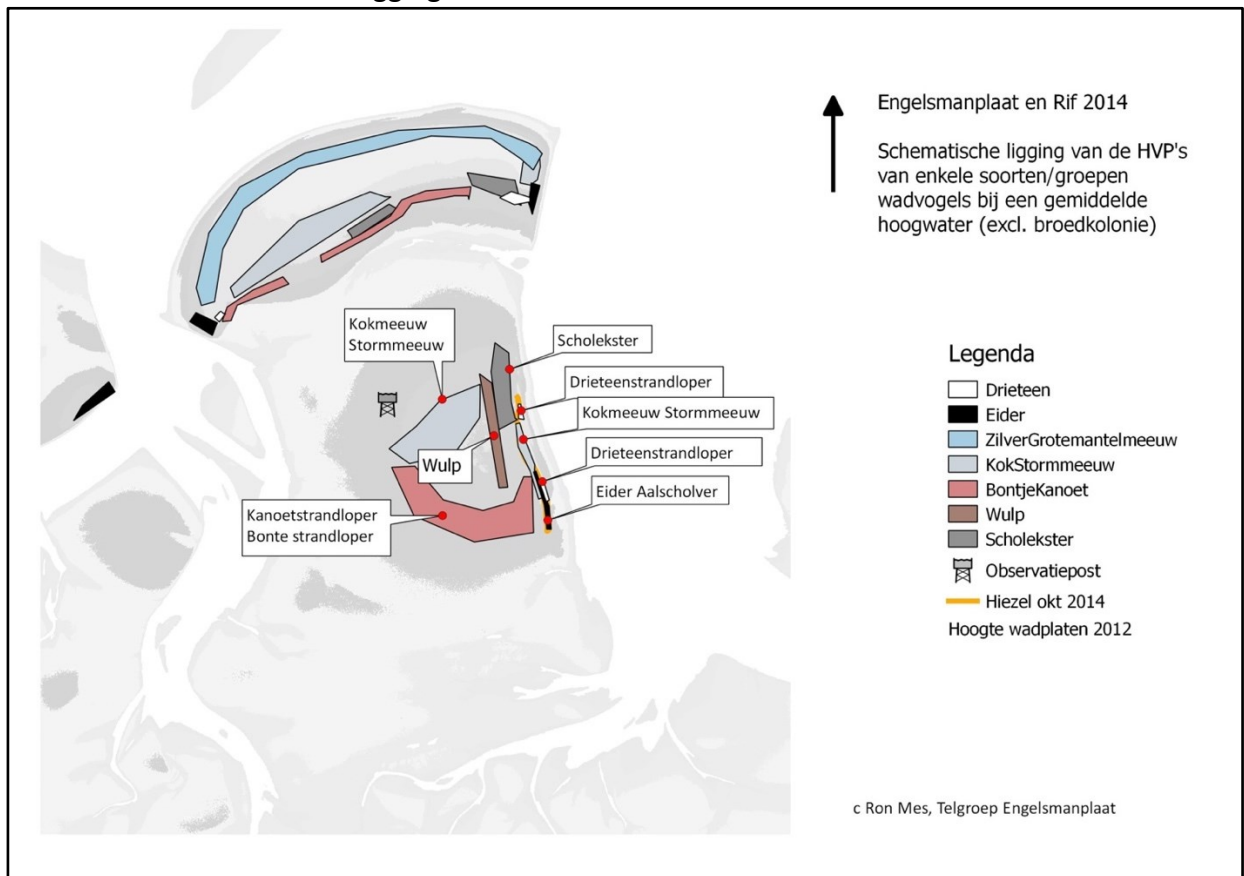 Engelsmanplaat en Rif 2014
Schematische ligging van de HVP's
van enkele soorten/groepen
wadvogels bij een gemiddelde
hoogwater (excl. broedkolonie)
Kokmeeuw
Stormmeeuw
Scholekster
Drieteenstrandloper
Kokmeeuw Stormmeeuw
Drieteenstrandloper
Wulp
Eider Aalscholver
Kanoetstrandloper
Bonte strandloper
Legenda
Drieteen
Eider
ZilverGrotemantelmeeuw
KokStormmeeuw
BontjeKanoet
Wulp
Scholekster
Observatiepost
Hiezel okt 2014
Hoogte wadplaten 2012
c Ron Mes, Telgroep Engelsmanplaat